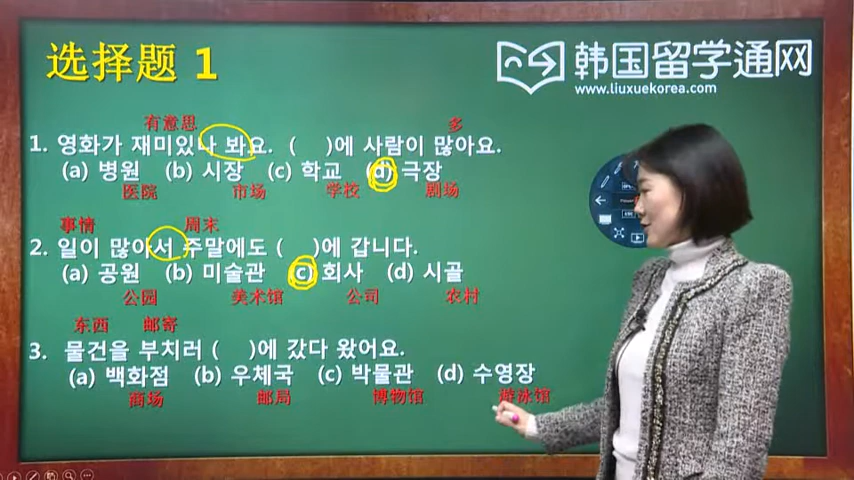 选择题 1
韩国留学通网
www.liuxuekorea.com
有意思 多
1. 영화가 재미있나 봐요. ( )에 사람이 많아요.
(a) 병원 (b) 시장 (c) 학교 (d) 극장
医院 市场 学校 剧场
事情 周末
2. 일이 많아서 주말에도 ( )에 갑니다.
(a) 공원 (b) 미술관 (c) 회사 (d) 시골
公园 美术馆 公司 农村
东西 邮寄
3. 물건을 부치러 ( )에 갔다 왔어요.
(a) 백화점 (b) 우체국 (c) 박물관 (d) 수영장
商场 邮局 博物馆 游泳馆